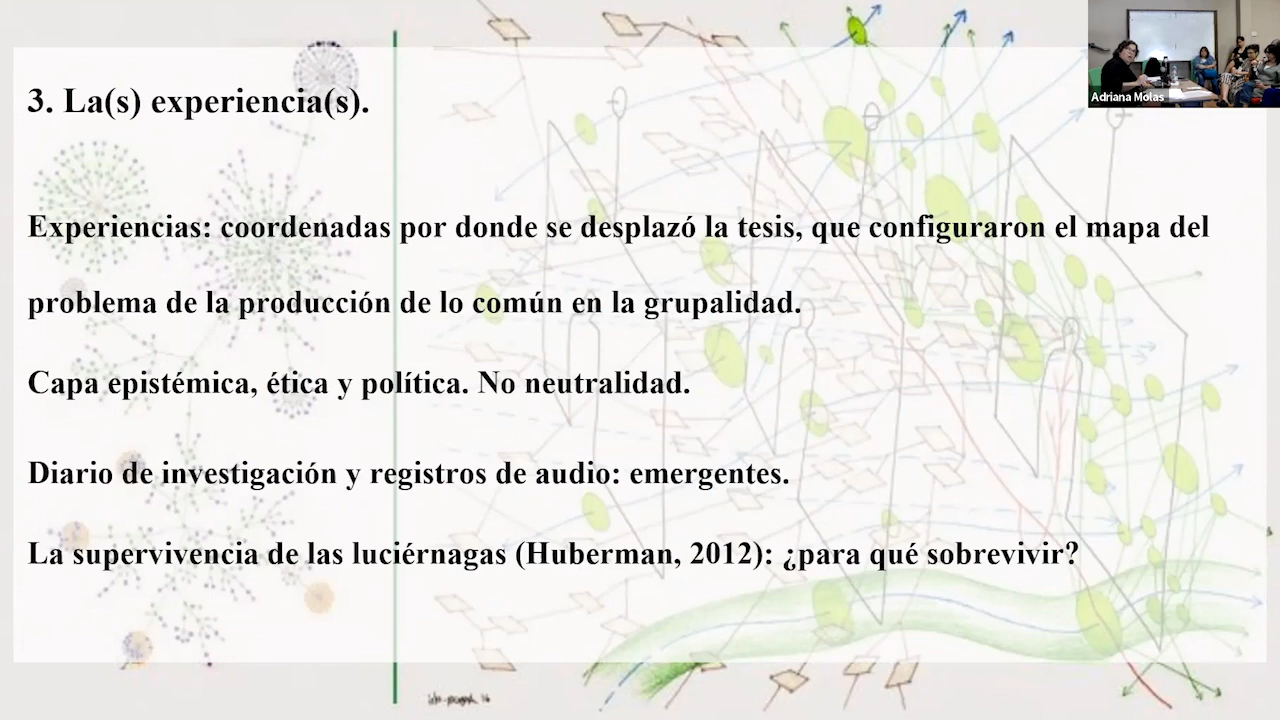 Adriana Molas
3. La(s) experiencia(s).
Experiencias: coordenadas por donde se desplazó la tesis, que configuraron el mapa del
problema de la producción de lo común en la grupalidad.
Capa epistémica, ética y política. No neutralidad.
Diario de investigación y registros de audio: emergentes.
La supervivencia de las luciérnagas (Huberman, 2012): ¿para qué sobrevivir?